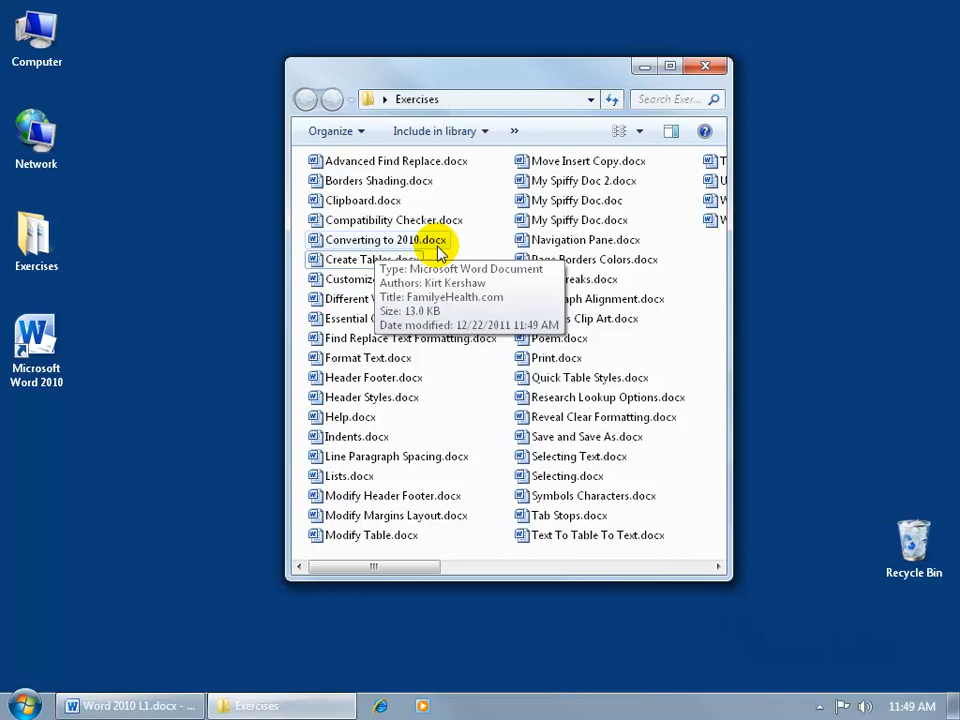 Computer
Network
Exercises
Microsoft
Word 2010
Recycle Bin
Exercises
Search Exer...
Organize
Include in library
»
Advanced Find Replace.docx
Borders Shading.docx
Clipboard.docx
Compatibility Checker.docx
Converting to 2010.docx
Create Tables.docx
Customize
Different
Essential
Find Replace Text Formatting.docx
Format Text.docx
Header Footer.docx
Header Styles.docx
Help.docx
Indents.docx
Line Paragraph Spacing.docx
Lists.docx
Modify Header Footer.docx
Modify Margins Layout.docx
Modify Table.docx
Type: Microsoft Word Document
Authors: Kirt Kershaw
Title: FamilyeHealth.com
Size: 13.0 KB
Date modified: 12/22/2011 11:49 AM
Move Insert Copy.docx
My Spiffy Doc 2.docx
My Spiffy Doc.doc
My Spiffy Doc.docx
Navigation Pane.docx
Page Borders Colors.docx
Breaks.docx
Alignment.docx
Clip Art.docx
Poem.docx
Print.docx
Quick Table Styles.docx
Research Lookup Options.docx
Reveal Clear Formatting.docx
Save and Save As.docx
Selecting Text.docx
Selecting.docx
Symbols Characters.docx
Tab Stops.docx
Text To Table To Text.docx
T
U
W
W
Word 2010 L1.docx - ...
Exercises
11:49 AM